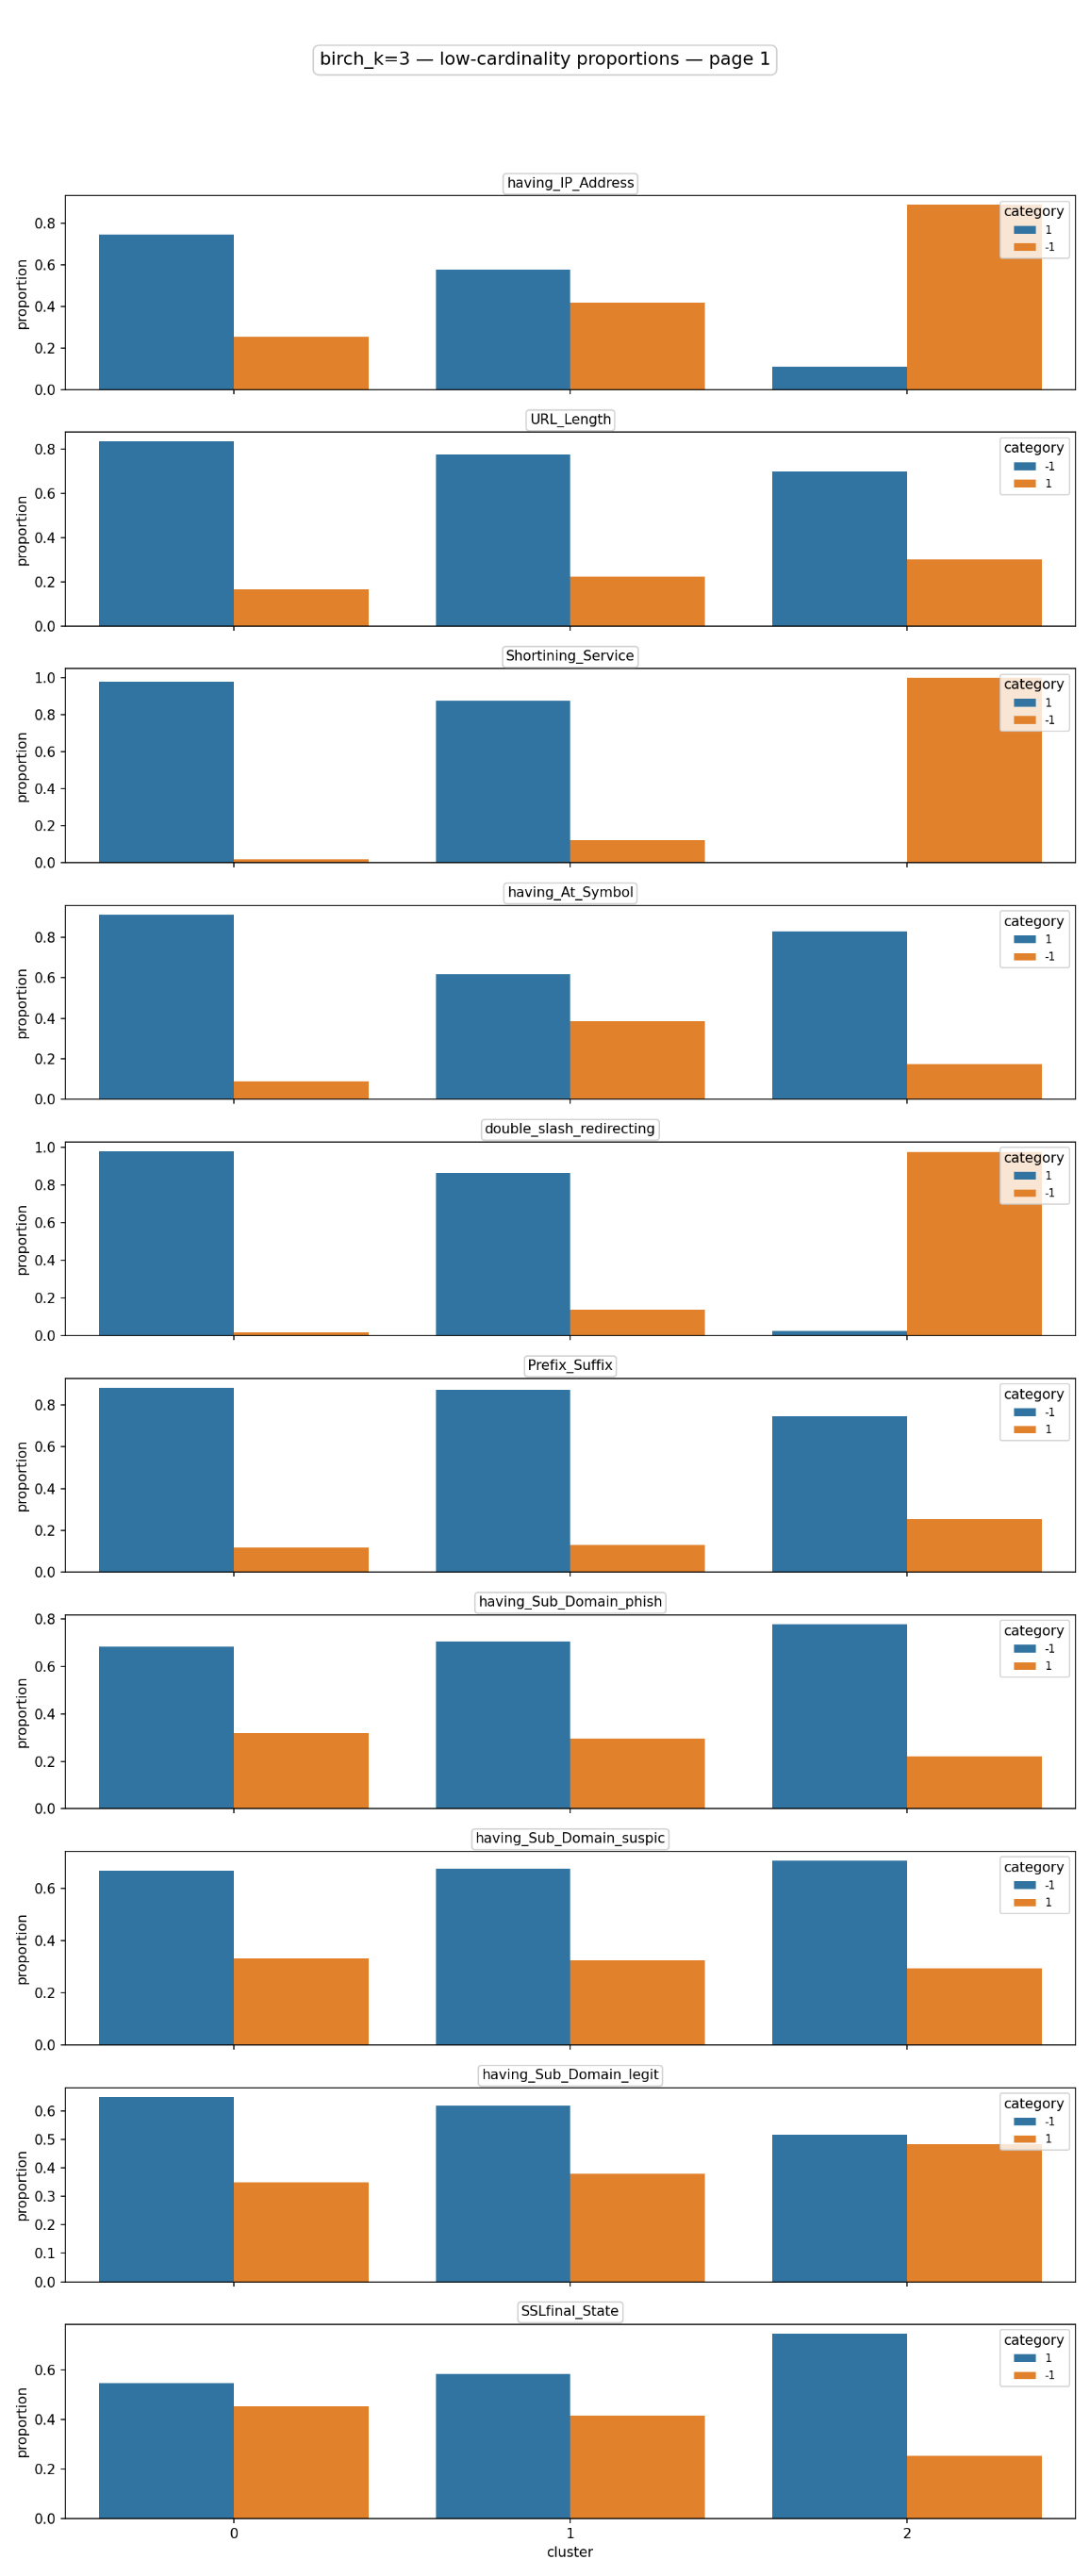 birch_k=3 — low-cardinality proportions — page 1
having_IP_Address
proportion
0.8
0.6
0.4
0.2
0.0
category
1
-1
URL_Length
proportion
0.8
0.6
0.4
0.2
0.0
category
-1
1
Shortining_Service
proportion
1.0
0.8
0.6
0.4
0.2
0.0
category
1
-1
having_At_Symbol
proportion
0.8
0.6
0.4
0.2
0.0
category
1
-1
double_slash_redirecting
proportion
1.0
0.8
0.6
0.4
0.2
0.0
category
1
-1
Prefix_Suffix
proportion
0.8
0.6
0.4
0.2
0.0
category
-1
1
having_Sub_Domain_phish
proportion
0.8
0.6
0.4
0.2
0.0
category
-1
1
having_Sub_Domain_suspic
proportion
0.6
0.4
0.2
0.0
category
-1
1
having_Sub_Domain_legit
proportion
0.6
0.5
0.4
0.3
0.2
0.1
0.0
category
-1
1
SSLfinal_State
proportion
0.6
0.4
0.2
0.0
category
1
-1
0
1
2
cluster